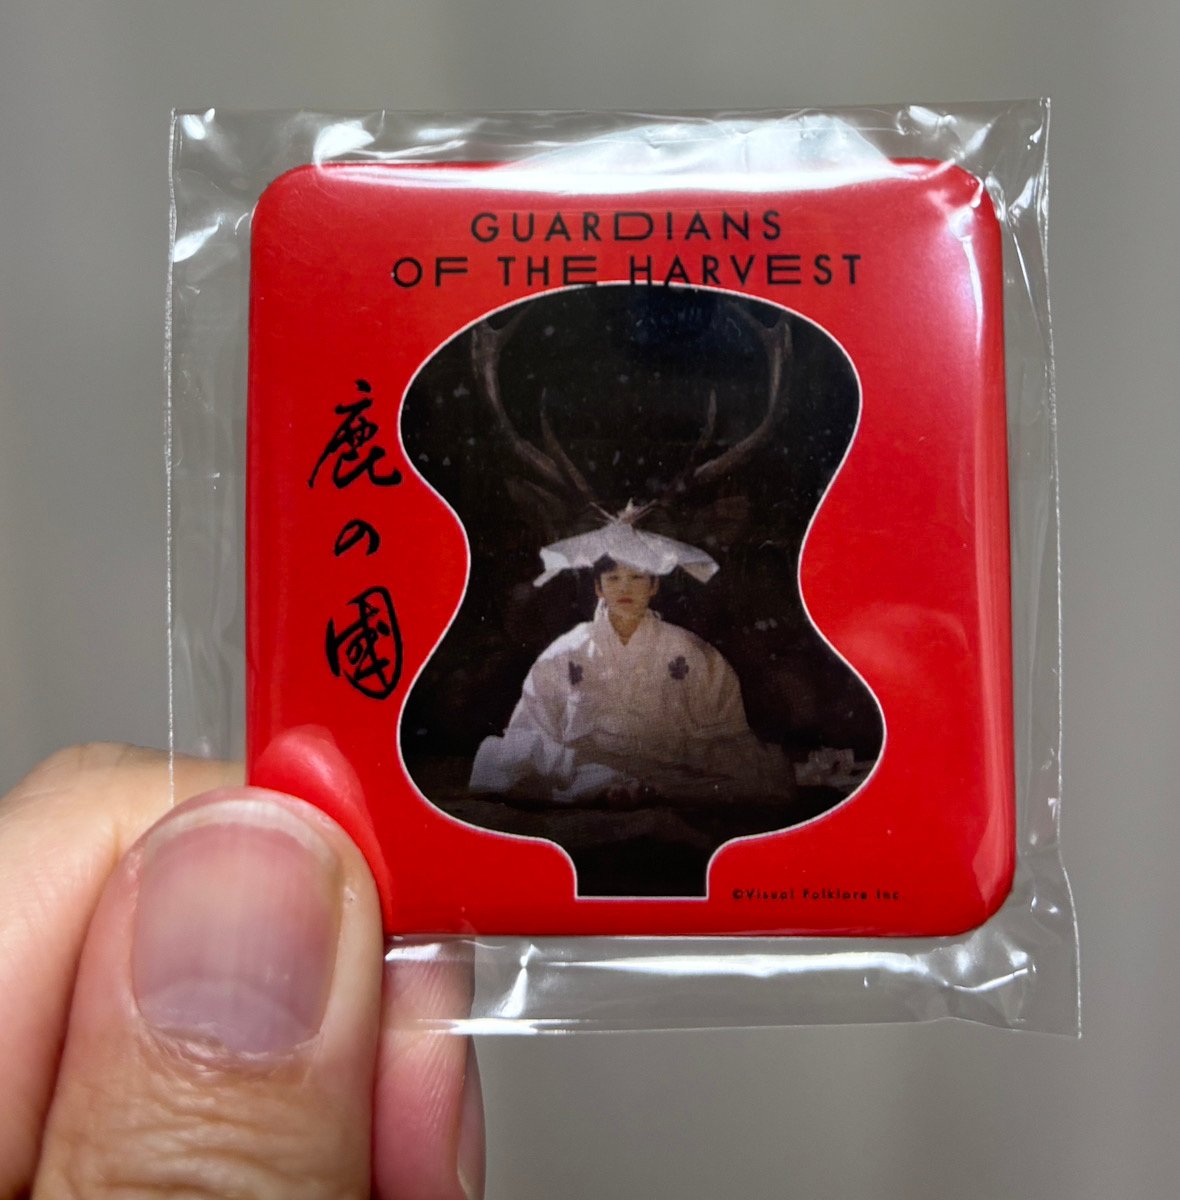 GUARDIANS
OF THE HARVEST
鹿の國
©Visual Folklore Inc